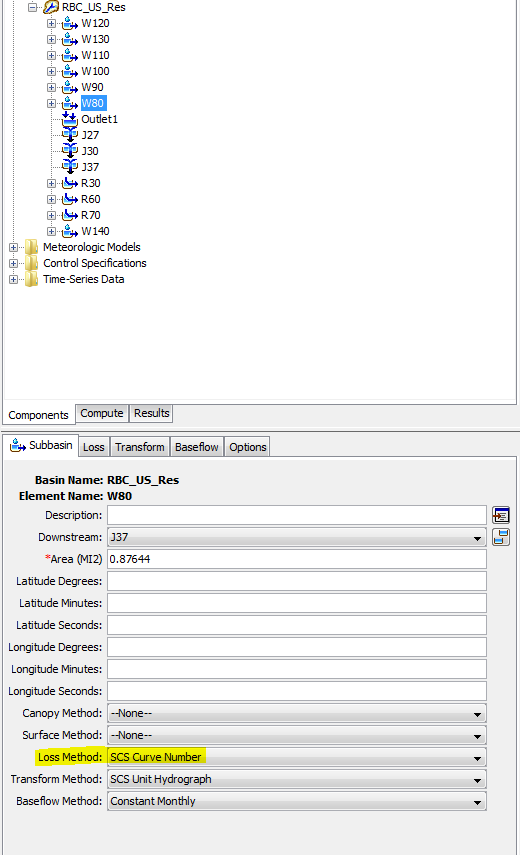 RBC_US_Res
W120
W130
W110
W100
W90
W80
Outlet1
J27
J30
J37
R30
R60
R70
W140
Meteorologic Models
Control Specifications
Time-Series Data
Components Compute Results
Subbasin Loss Transform Baseflow Options
Basin Name: RBC_US_Res
Element Name: W80
Description:
Downstream: J37
*Area (MI2) 0.87644
Latitude Degrees:
Latitude Minutes:
Latitude Seconds:
Longitude Degrees:
Longitude Minutes:
Longitude Seconds:
Canopy Method: --None--
Surface Method: --None--
Loss Method: SCS Curve Number
Transform Method: SCS Unit Hydrograph
Baseflow Method: Constant Monthly